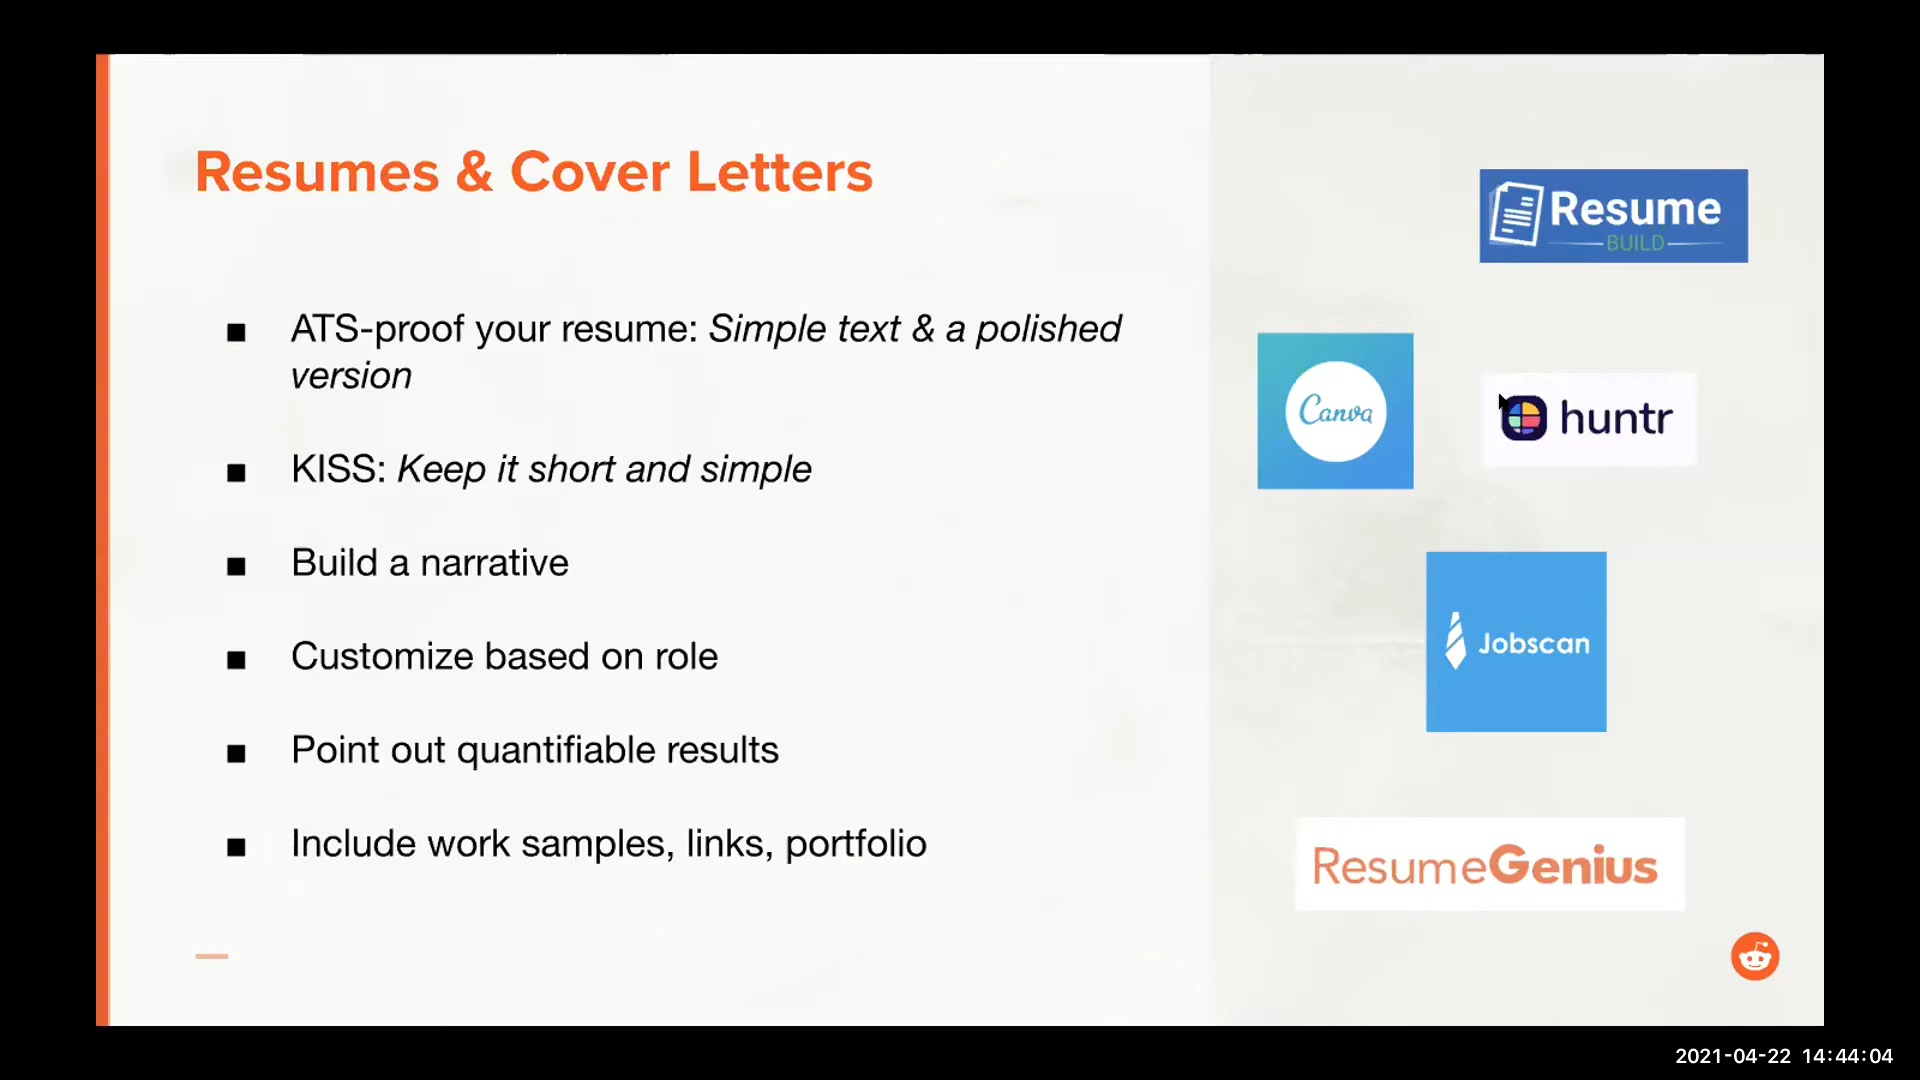 Resumes & Cover Letters
■ ATS-proof your resume: Simple text & a polished
version
■ KISS: Keep it short and simple
■ Build a narrative
■ Customize based on role
■ Point out quantifiable results
■ Include work samples, links, portfolio
Resume
BUILD
Canva
huntr
Jobscan
ResumeGenius
2021-04-22 14:44:04